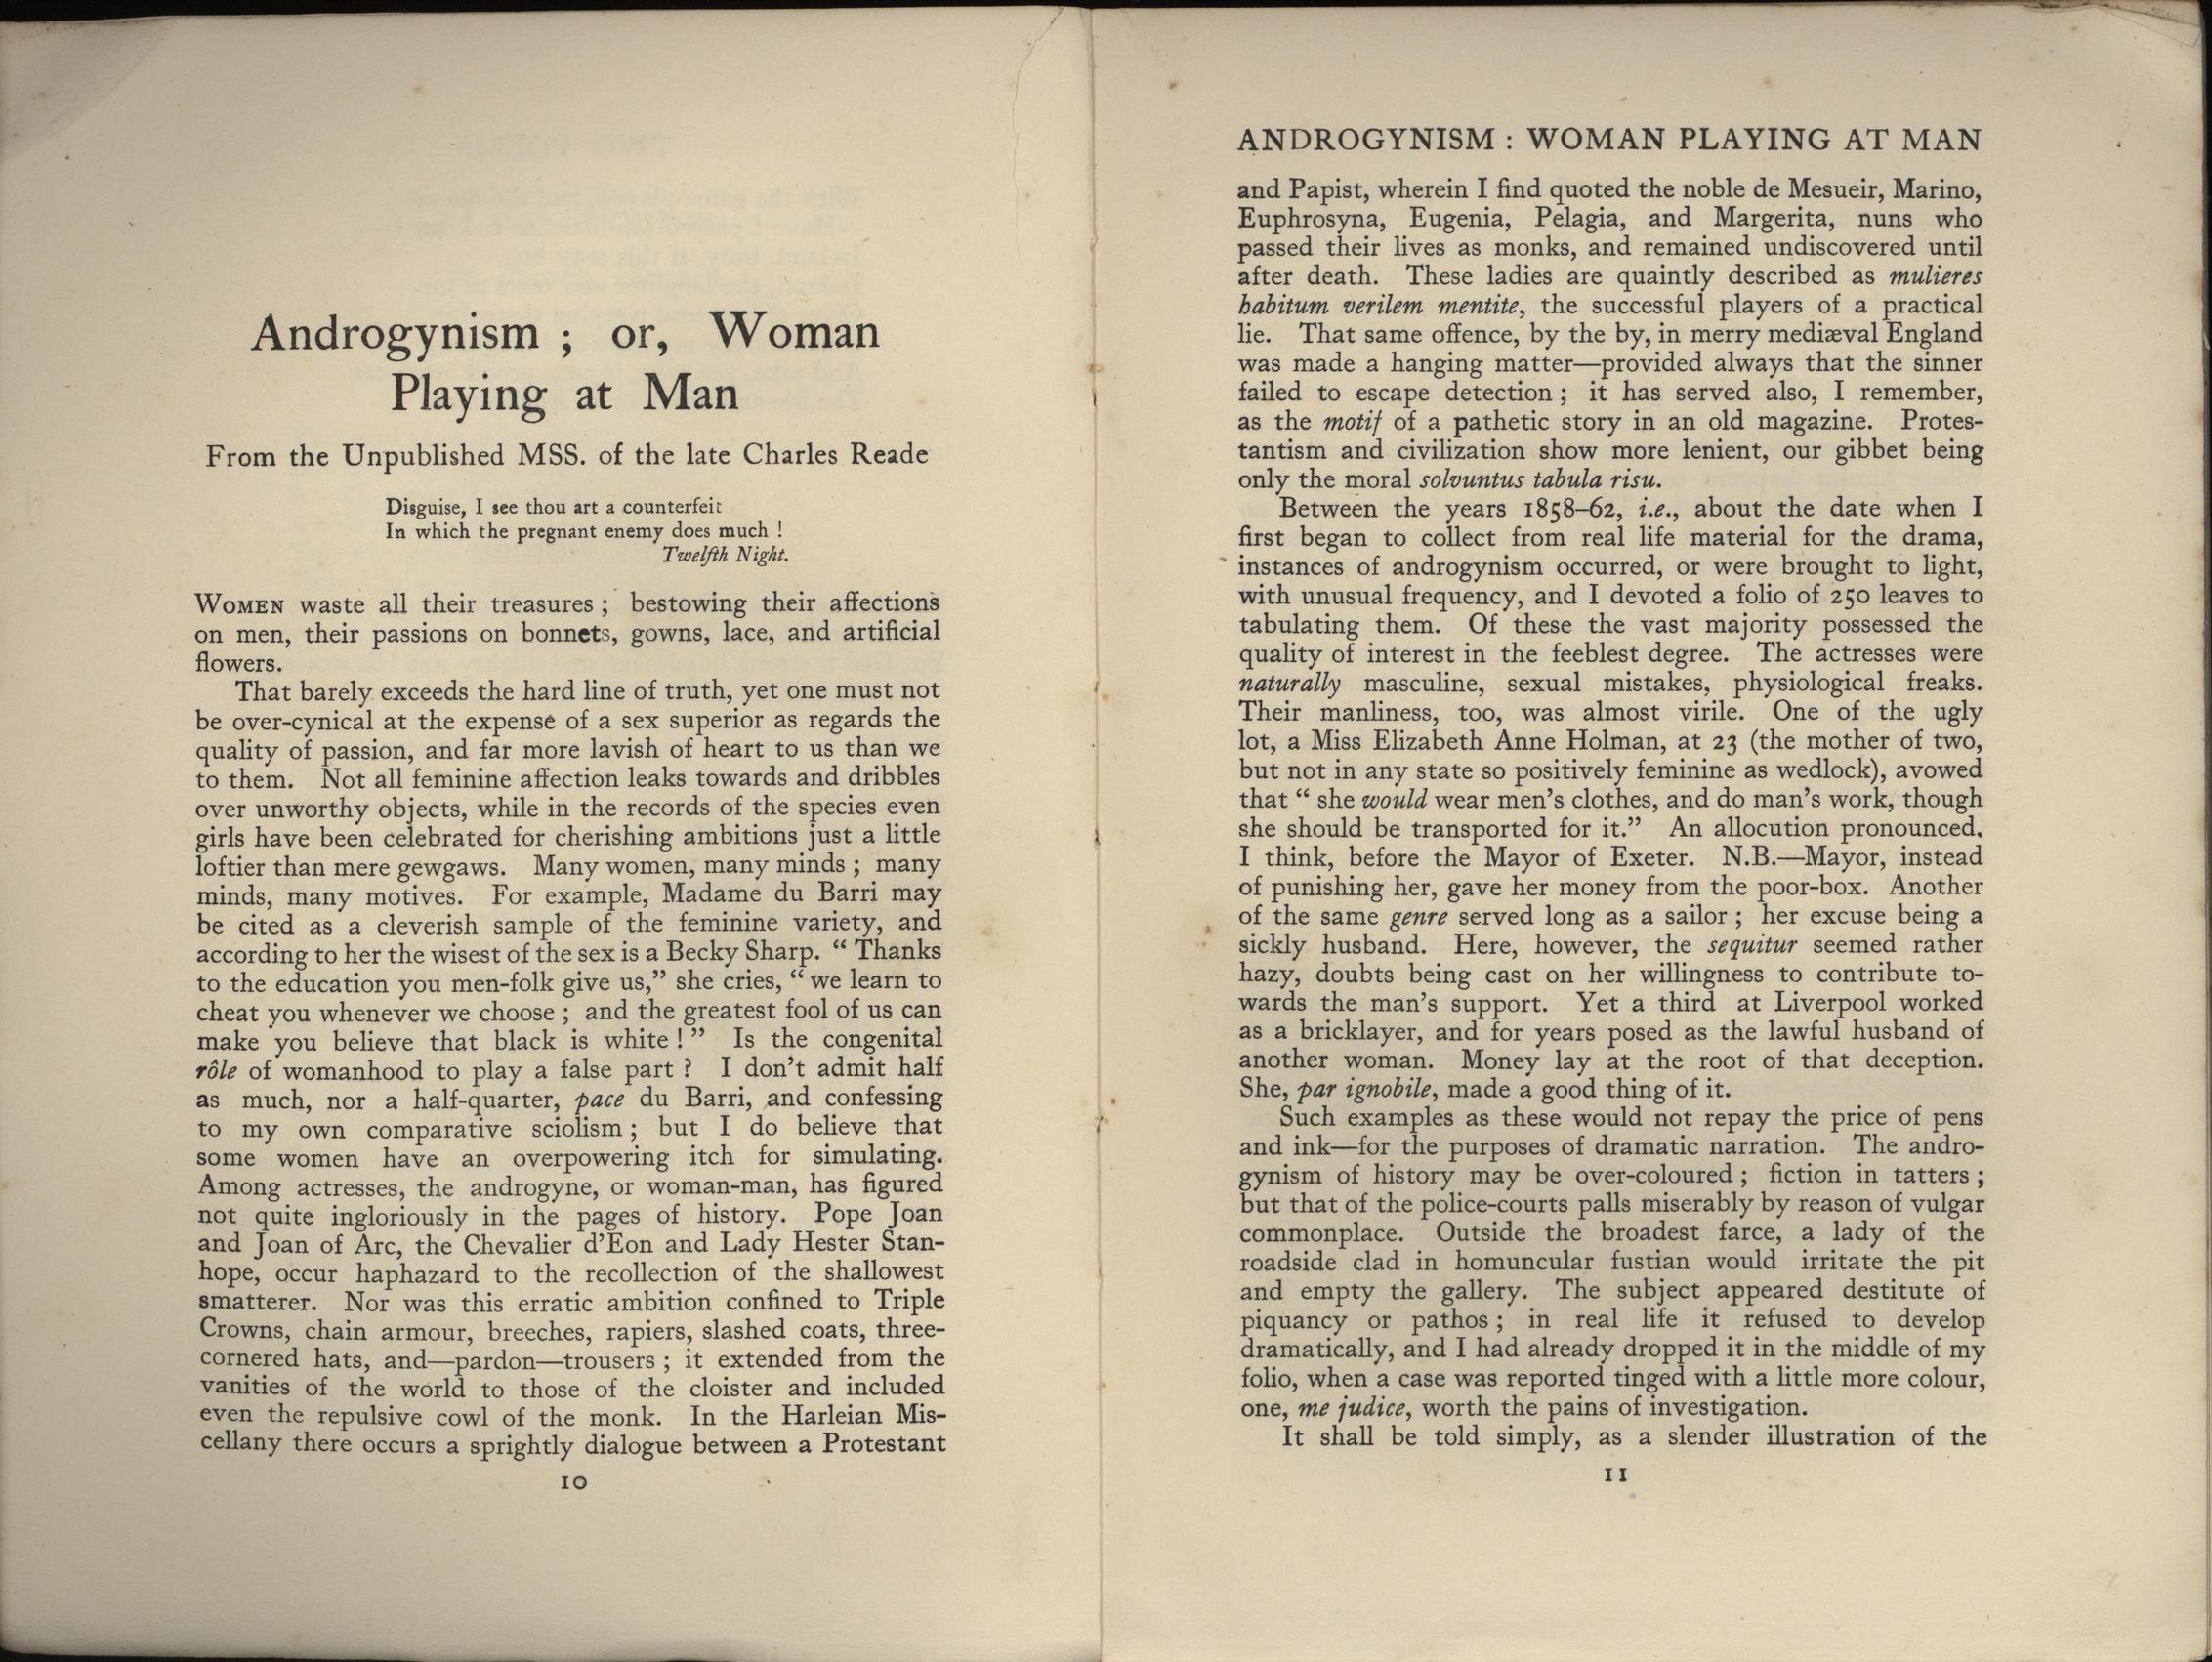 Androgynism ; or, Woman
Playing at Man
From the Unpublished MSS. of the late Charles Reade
Disguise, I see thou art a counterfeit
In which the pregnant enemy does much !
Twelfth Night.
WOMEN waste all their treasures ; bestowing their affections
on men, their passions on bonnets, gowns, lace, and artificial
flowers.
That barely exceeds the hard line of truth, yet one must not
be over-cynical at the expense of a sex superior as regards the
quality of passion, and far more lavish of heart to us than we
to them. Not all feminine affection leaks towards and dribbles
over unworthy objects, while in the records of the species even
girls have been celebrated for cherishing ambitions just a little
loftier than mere gewgaws. Many women, many minds ; many
minds, many motives. For example, Madame du Barri may
be cited as a cleverish sample of the feminine variety, and
according to her the wisest of the sex is a Becky Sharp. “ Thanks
to the education you men-folk give us,” she cries, “ we learn to
cheat you whenever we choose ; and the greatest fool of us can
make you believe that black is white ! ” Is the congenital
rôle of womanhood to play a false part ? I don’t admit half
as much, nor a half-quarter, pace du Barri, and confessing
to my own comparative sciolism ; but I do believe that
some women have an overpowering itch for simulating.
Among actresses, the androgyne, or woman-man, has figured
not quite ingloriously in the pages of history. Pope Joan
and Joan of Arc, the Chevalier d’Eon and Lady Hester Stan-
hope, occur haphazard to the recollection of the shallowest
smatterer. Nor was this erratic ambition confined to Triple
Crowns, chain armour, breeches, rapiers, slashed coats, three-
cornered hats, and—pardon—trousers ; it extended from the
vanities of the world to those of the cloister and included
even the repulsive cowl of the monk. In the Harleian Mis-
cellany there occurs a sprightly dialogue between a Protestant
10
ANDROGYNISM : WOMAN PLAYING AT MAN
and Papist, wherein I find quoted the noble de Mesueir, Marino,
Euphrosyna, Eugenia, Pelagia, and Margerita, nuns who
passed their lives as monks, and remained undiscovered until
after death. These ladies are quaintly described as mulieres
habitum verilem mentite, the successful players of a practical
lie. That same offence, by the by, in merry mediæval England
was made a hanging matter—provided always that the sinner
failed to escape detection ; it has served also, I remember,
as the motif of a pathetic story in an old magazine. Protes-
tantism and civilization show more lenient, our gibbet being
only the moral solvuntus tabula risu.
Between the years 1858–62, i.e., about the date when I
first began to collect from real life material for the drama,
instances of androgynism occurred, or were brought to light,
with unusual frequency, and I devoted a folio of 250 leaves to
tabulating them. Of these the vast majority possessed the
quality of interest in the feeblest degree. The actresses were
naturally masculine, sexual mistakes, physiological freaks.
Their manliness, too, was almost virile. One of the ugly
lot, a Miss Elizabeth Anne Holman, at 23 (the mother of two,
but not in any state so positively feminine as wedlock), avowed
that “ she would wear men’s clothes, and do man’s work, though
she should be transported for it.” An allocution pronounced,
I think, before the Mayor of Exeter. N.B.—Mayor, instead
of punishing her, gave her money from the poor-box. Another
of the same genre served long as a sailor ; her excuse being a
sickly husband. Here, however, the sequitur seemed rather
hazy, doubts being cast on her willingness to contribute to-
wards the man’s support. Yet a third at Liverpool worked
as a bricklayer, and for years posed as the lawful husband of
another woman. Money lay at the root of that deception.
She, par ignobile, made a good thing of it.
Such examples as these would not repay the price of pens
and ink—for the purposes of dramatic narration. The andro-
gynism of history may be over-coloured ; fiction in tatters ;
but that of the police-courts palls miserably by reason of vulgar
commonplace. Outside the broadest farce, a lady of the
roadside clad in homuncular fustian would irritate the pit
and empty the gallery. The subject appeared destitute of
piquancy or pathos ; in real life it refused to develop
dramatically, and I had already dropped it in the middle of my
folio, when a case was reported tinged with a little more colour,
one, me judice, worth the pains of investigation.
It shall be told simply, as a slender illustration of the
11